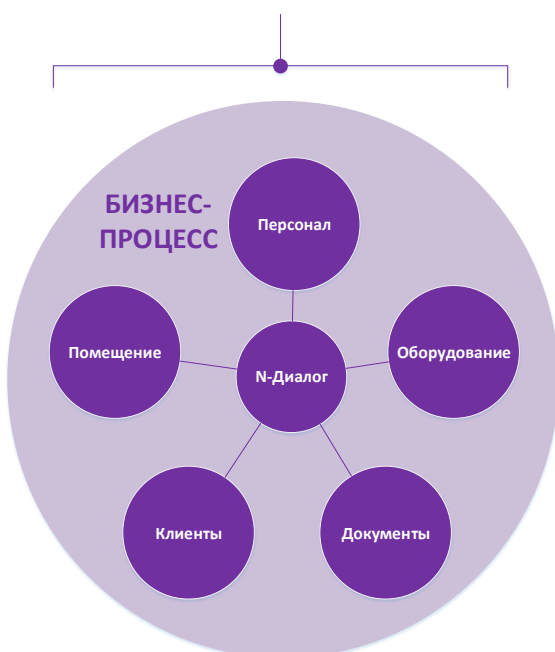 БИЗНЕС-
ПРОЦЕСС
Персонал
Помещение
Оборудование
N-Диалог
Клиенты
Документы